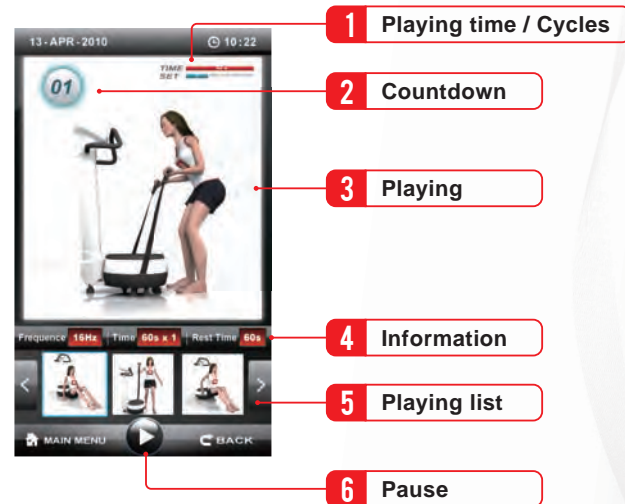 1 Playing time / Cycles
13-APR-2010 10:22
TIME
SET
01
2 Countdown
3 Playing
Frequence 16Hz Time 60s x 1 Rest Time 60s
4 Information
5 Playing list
MAIN MENU BACK
6 Pause